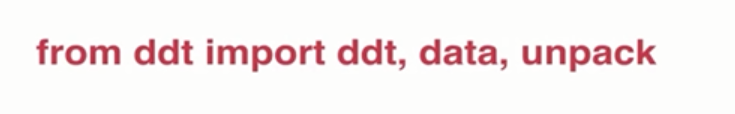 from ddt import ddt, data, unpack